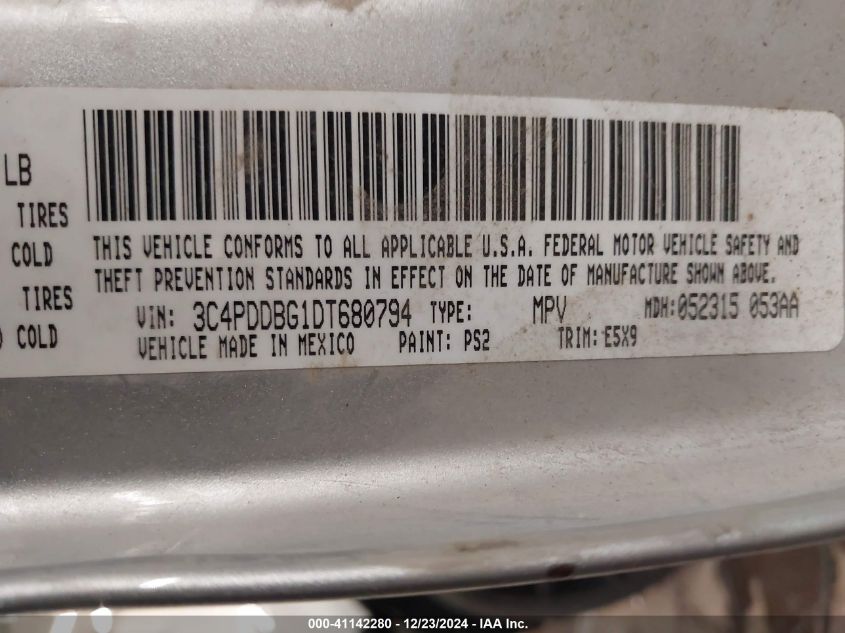 LB
TIRES
COLD
TIRES
COLD
THIS VEHICLE CONFORMS TO ALL APPLICABLE U.S.A. FEDERAL MOTOR VEHICLE SAFETY AND
THEFT PREVENTION STANDARDS IN EFFECT ON THE DATE OF MANUFACTURE SHOWN ABOVE.
VIN: 3C4PDDBG1DT680794 TYPE: MPV MDH:052315 053AA
VEHICLE MADE IN MEXICO PAINT: PS2 TRIM: E5X9
000-41142280 - 12/23/2024 - IAA Inc.